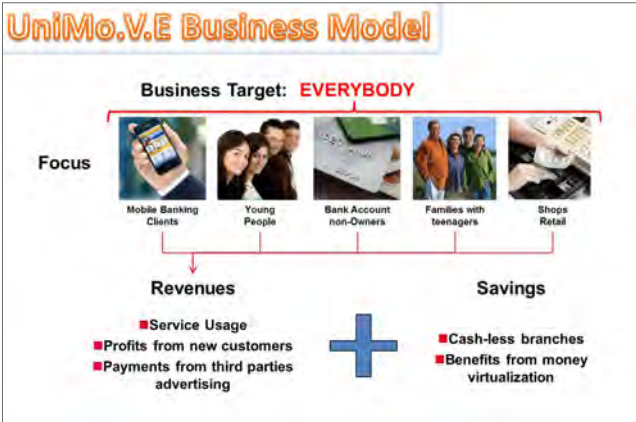 UniMo.V.E Business Model
Business Target: EVERYBODY
Focus
Mobile Banking
Clients
Young
People
Bank Account
non-Owners
Families with
teenagers
Shops
Retail
Revenues
Service Usage
Profits from new customers
Payments from third parties
advertising
Savings
Cash-less branches
Benefits from money
virtualization